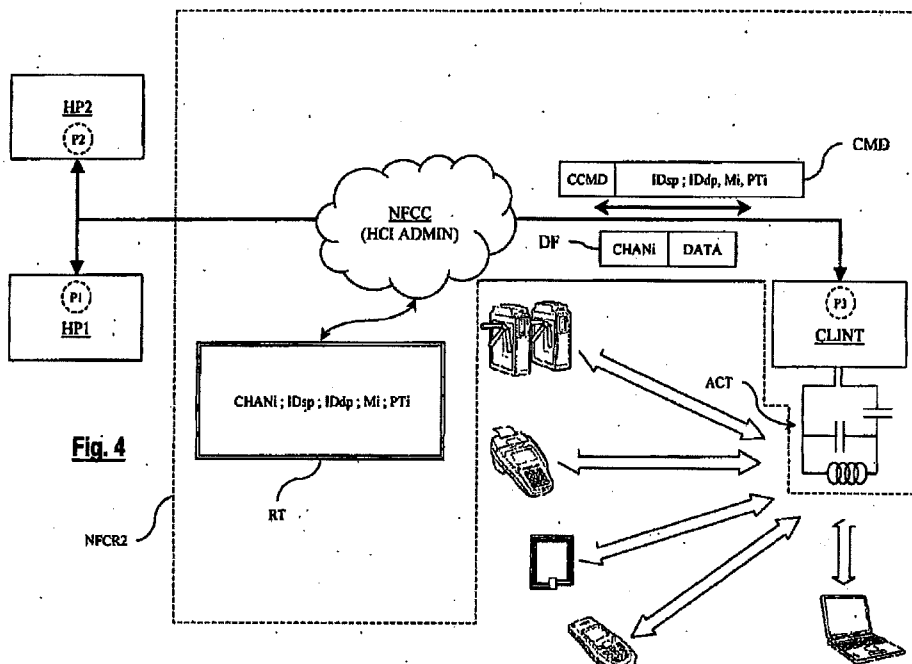 HP2
P2
CMD
CCMD
IDsp ; IDdp, Mi, PTi
NFCC
(HCI ADMIN)
DF
CHANi
DATA
P1
HP1
P3
CLINT
ACT
CHANi ; IDsp ; IDdp ; Mi ; PTi
Fig. 4
RT
NFCR2